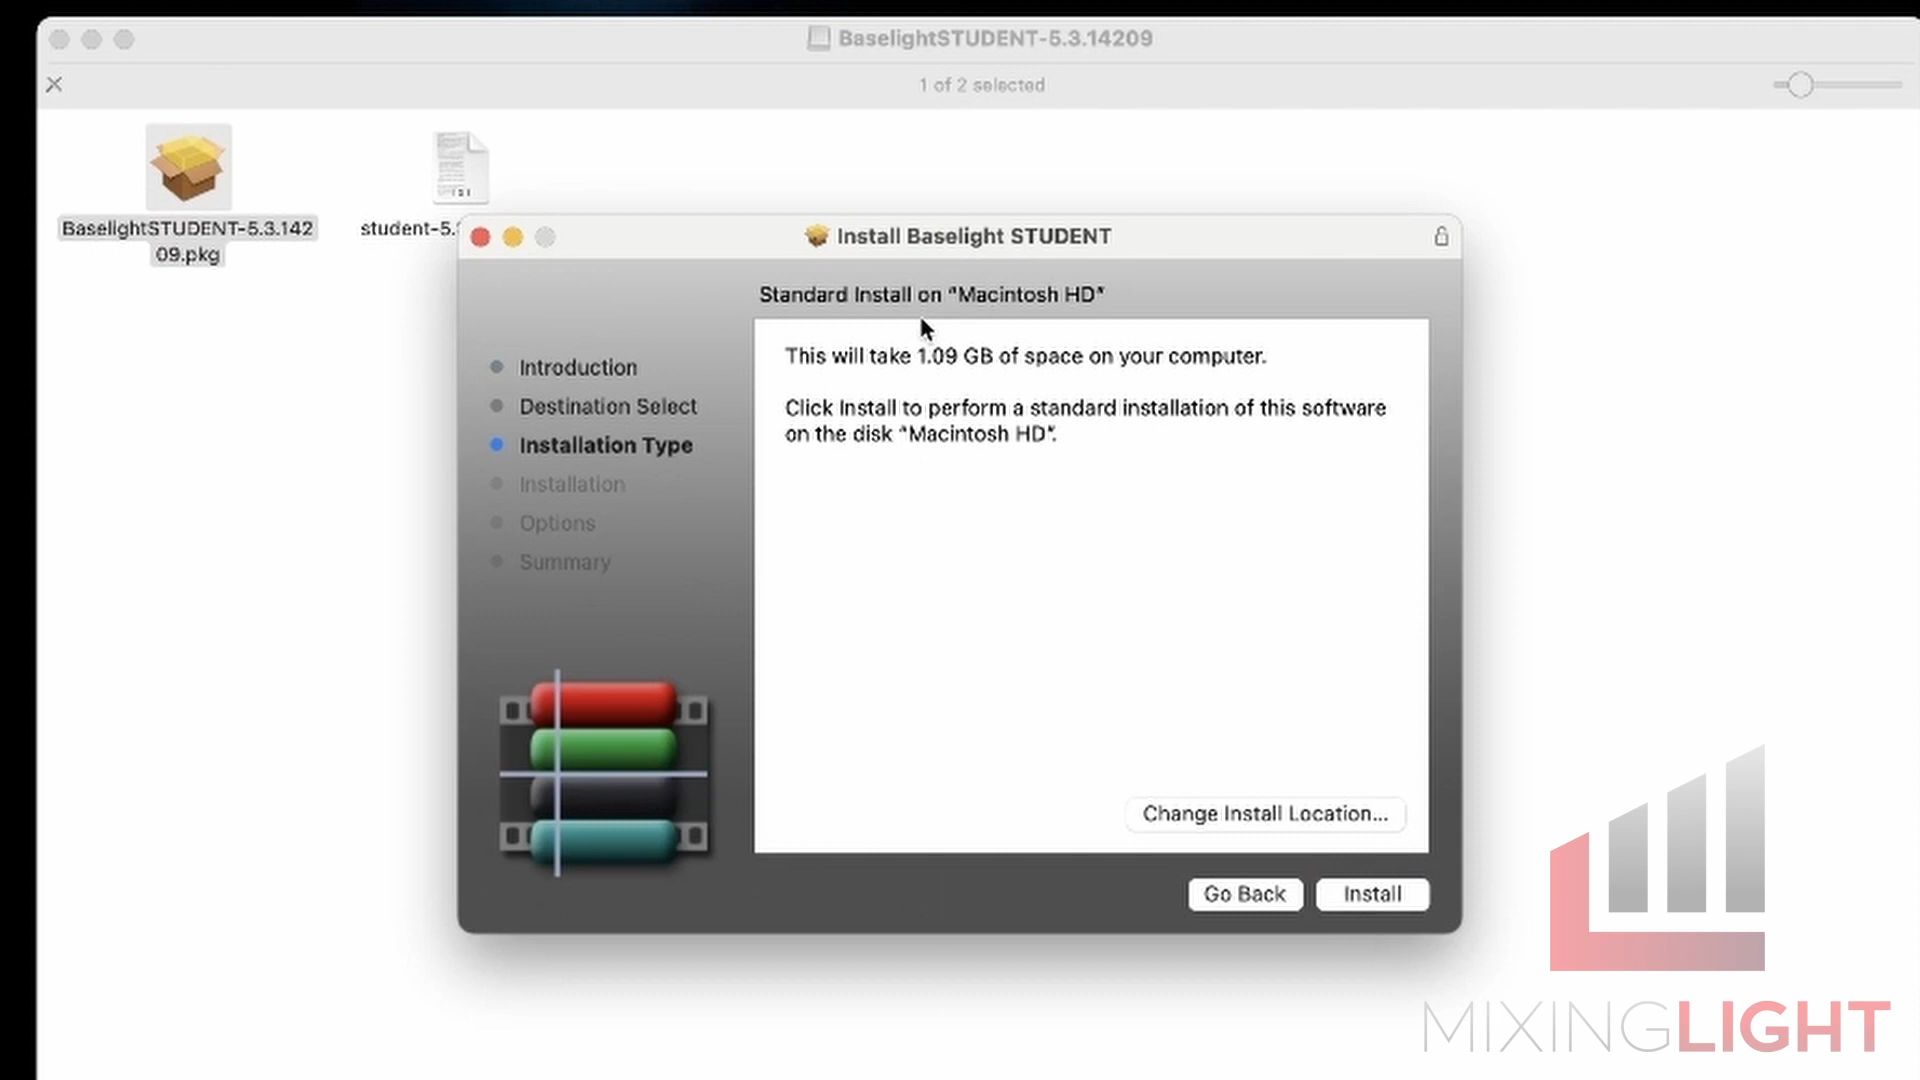 BaselightSTUDENT-5.3.14209
1 of 2 selected
BaselightSTUDENT-5.3.142
09.pkg
student-5.
Install Baselight STUDENT
Standard Install on “Macintosh HD”
Introduction
Destination Select
Installation Type
Installation
Options
Summary
This will take 1.09 GB of space on your computer.
Click Install to perform a standard installation of this software
on the disk “Macintosh HD”.
Change Install Location...
Go Back
Install
MIXINGLIGHT